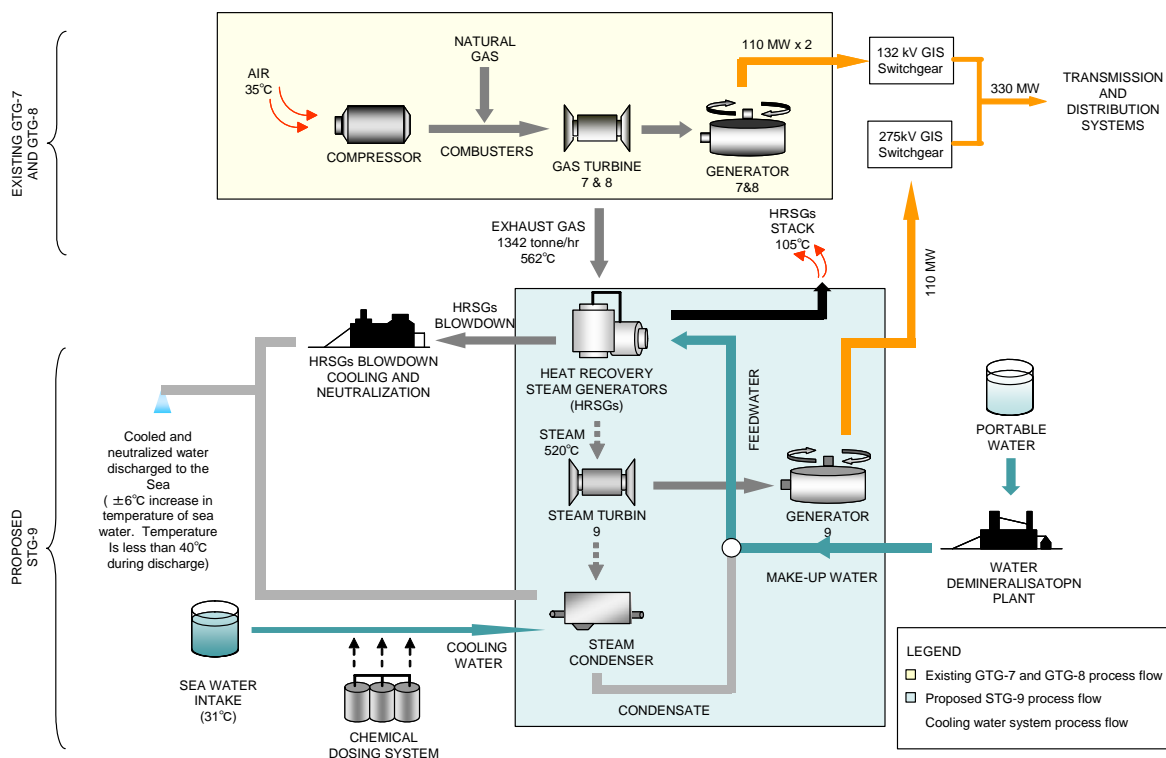 EXISTING GTG-7
AND GTG-8
NATURAL
GAS
AIR
35℃
COMPRESSOR
COMBUSTERS
GAS TURBINE
7 & 8
GENERATOR
7&8
110 MW x 2
132 kV GIS
Switchgear
275kV GIS
Switchgear
330 MW
TRANSMISSION
AND
DISTRIBUTION
SYSTEMS
EXHAUST GAS
1342 tonne/hr
562℃
HRSGs
STACK
105℃
110 MW
PROPOSED
STG-9
HRSGs
BLOWDOWN
HRSGs BLOWDOWN
COOLING AND
NEUTRALIZATION
HEAT RECOVERY
STEAM GENERATORS
(HRSGs)
FEEDWATER
STEAM
520℃
STEAM TURBIN
9
GENERATOR
9
PORTABLE
WATER
Cooled and
neutralized water
discharged to the
Sea
( ±6℃ increase in
temperature of sea
water. Temperature
Is less than 40℃
during discharge)
MAKE-UP WATER
WATER
DEMINERALISATOPN
PLANT
SEA WATER
INTAKE
(31℃)
COOLING
WATER
STEAM
CONDENSER
CONDENSATE
CHEMICAL
DOSING SYSTEM
LEGEND
Existing GTG-7 and GTG-8 process flow
Proposed STG-9 process flow
Cooling water system process flow